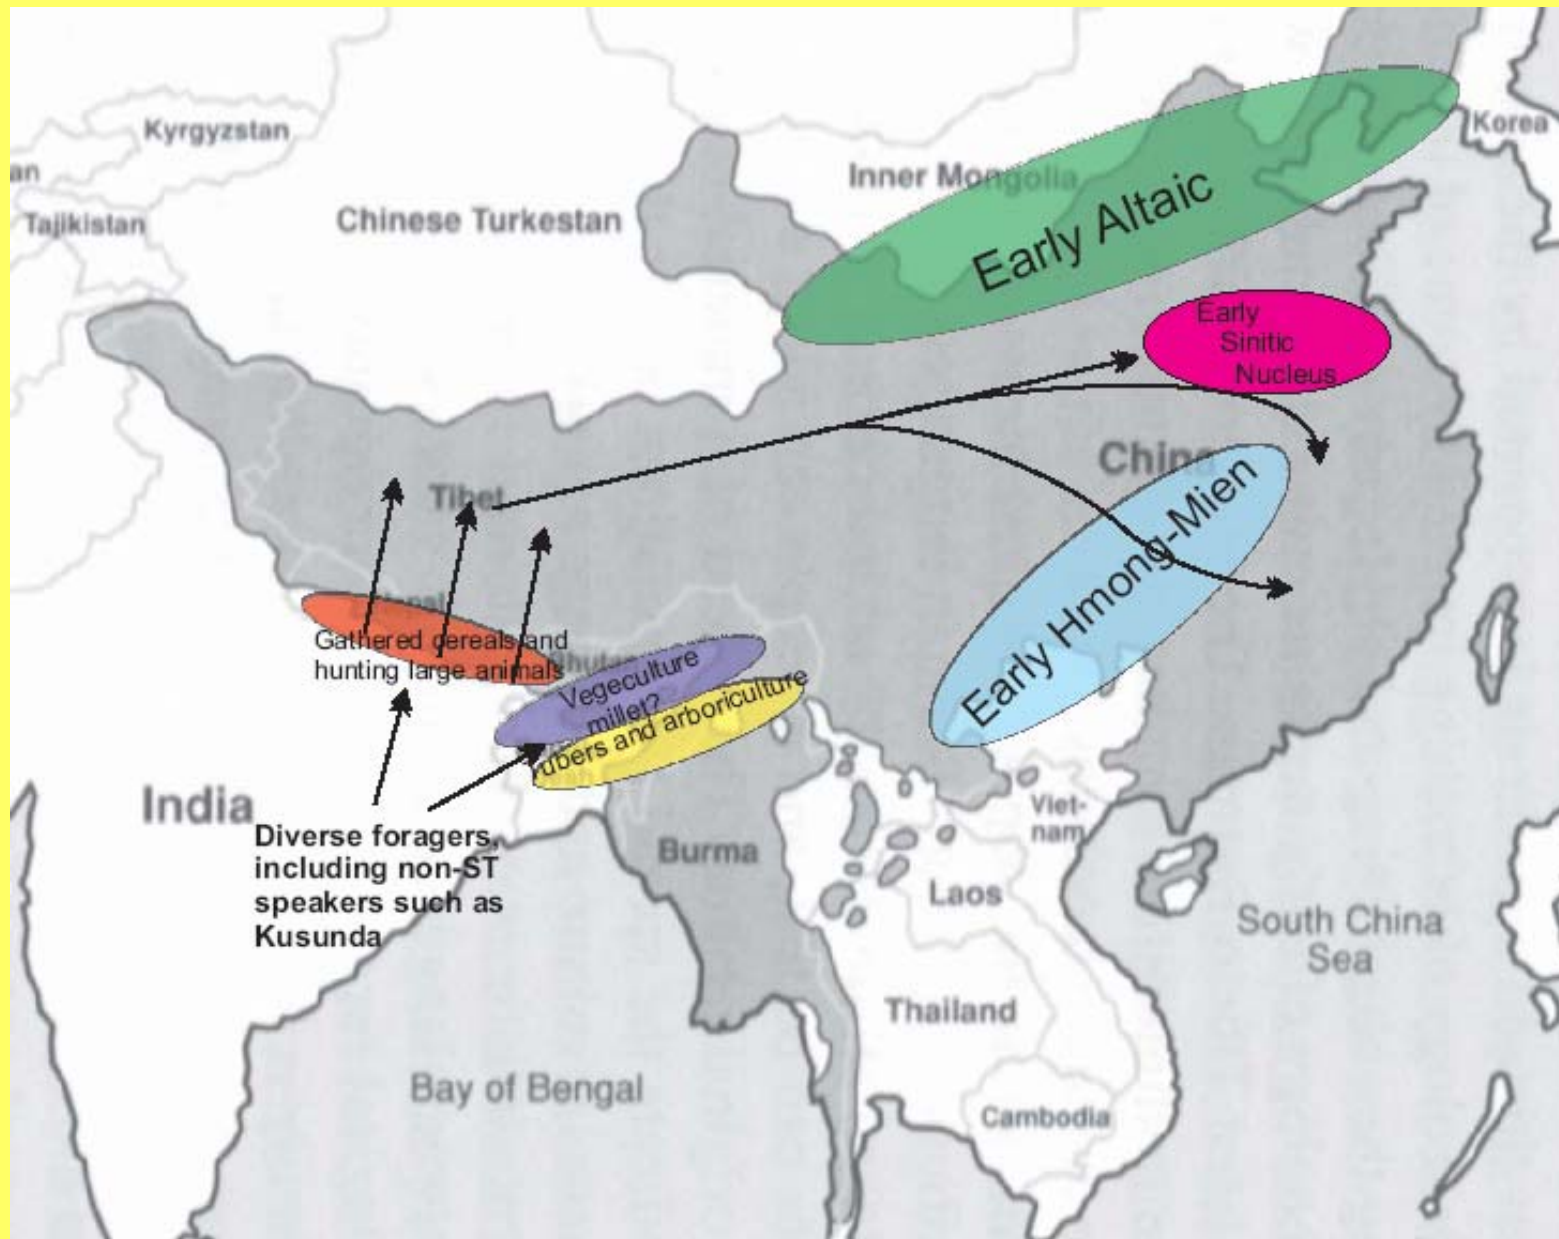 Kyrgyzstan
Korea
an
Inner Mongolia
Tajikistan
Chinese Turkestan
Early Altaic
Early
Sinitic
Nucleus
China
Tibet
Early Hmong-Mien
Gathered cereals and
hunting large animals
Vegeculture
millet?
ubers and arboriculture
India
Diverse foragers,
including non-ST
speakers such as
Kusunda
Viet-
nam
Burma
Laos
South China
Sea
Thailand
Bay of Bengal
Cambodia